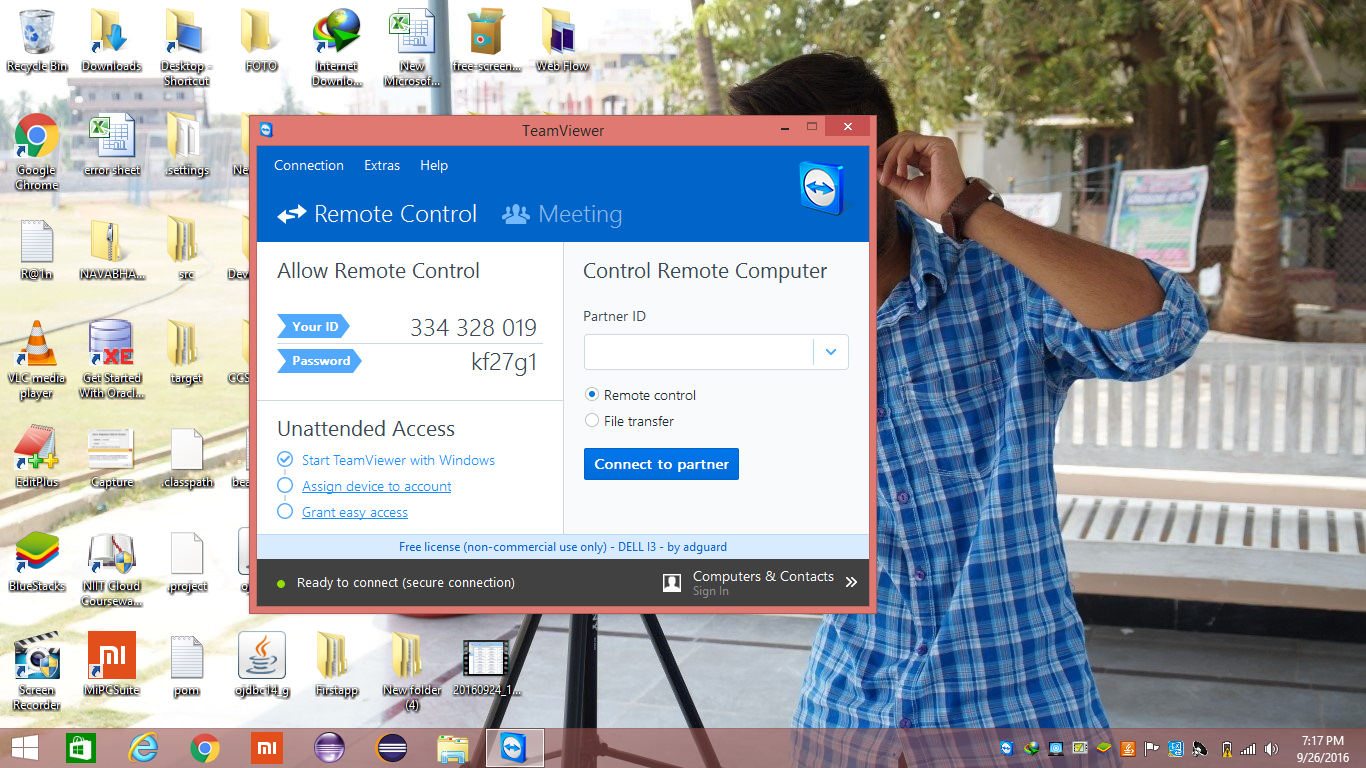 Recycle Bin
Downloads
Desktop -
Shortcut
FOTO
Internet
Downlo...
New
Microsof...
free-screen...
Web Flow
Google
Chrome
error sheet
.settings
R@1n
NAVABHA...
src
VLC media
player
Get Started
With Oracl...
target
EditPlus
Capture
.classpath
BlueStacks
NIIT Cloud
Coursewa...
.project
Screen
Recorder
MiPCSuite
pom
ojdbc14_g
Firstapp
New folder
(4)
20160924_1...
TeamViewer
Connection Extras Help
Remote Control Meeting
Allow Remote Control
Your ID 334 328 019
Password kf27g1
Unattended Access
Start TeamViewer with Windows
Assign device to account
Grant easy access
Control Remote Computer
Partner ID
Remote control
File transfer
Connect to partner
Free license (non-commercial use only) - DELL I3 - by adguard
Ready to connect (secure connection)
Computers & Contacts
Sign In
7:17 PM
9/26/2016